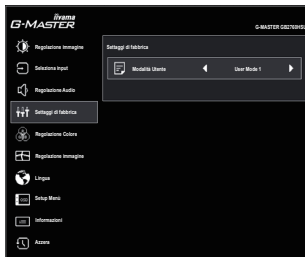 iiyama
G-MASTER
G-MASTER GB2760HSU
Regolazione immagine
Seleziona Input
Regolazione Audio
Settaggi di fabbrica
Regolazione Colore
Regolazione immagine
Lingua
Setup Menù
Informazioni
Azzera
Settaggi di fabbrica
Modalità Utente
User Mode 1